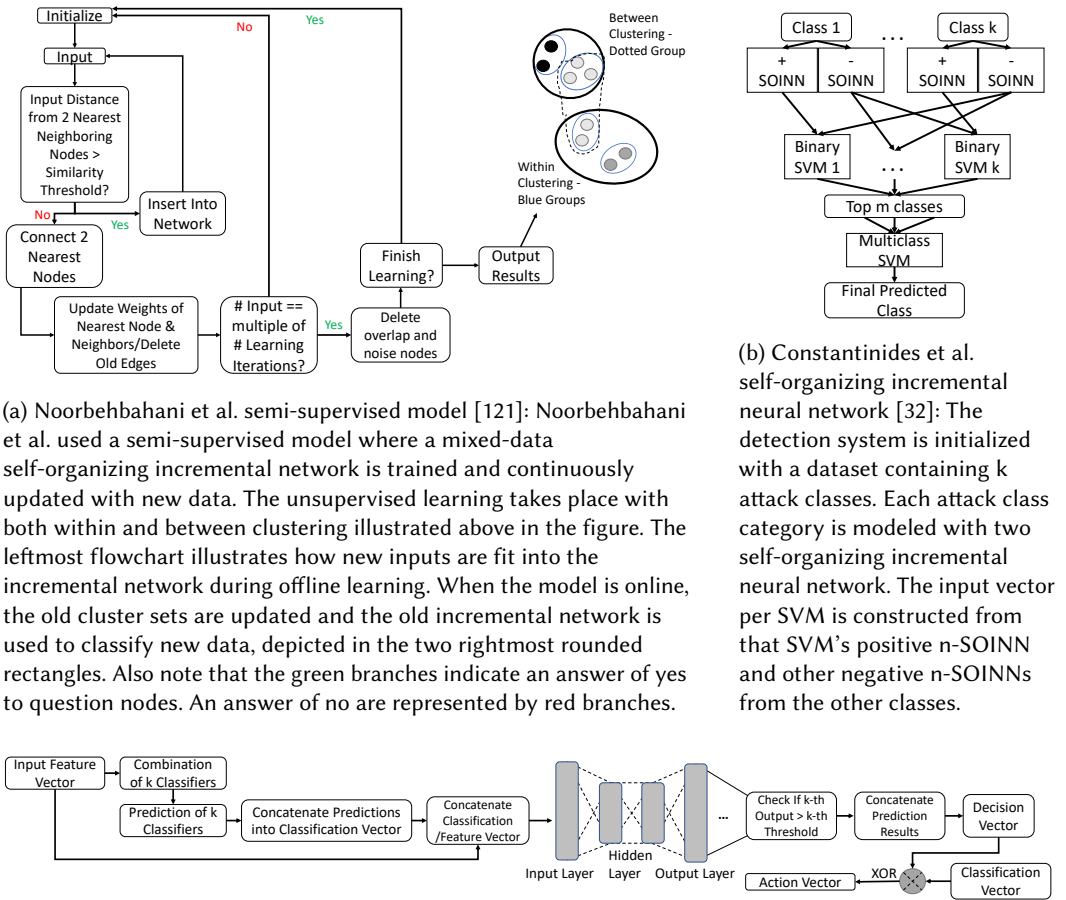 Initialize
No
Yes
Input
Input Distance
from 2 Nearest
Neighboring
Nodes >
Similarity
Threshold?
No
Yes
Insert Into
Network
Connect 2
Nearest
Nodes
Update Weights of
Nearest Node &
Neighbors/Delete
Old Edges
# Input ==
multiple of
# Learning
Iterations?
Yes
Delete
overlap and
noise nodes
Finish
Learning?
Output
Results
Between
Clustering -
Dotted Group
Within
Clustering -
Blue Groups
(a) Noorbehbahani et al. semi-supervised model [121]: Noorbehbahani
et al. used a semi-supervised model where a mixed-data
self-organizing incremental network is trained and continuously
updated with new data. The unsupervised learning takes place with
both within and between clustering illustrated above in the figure. The
leftmost flowchart illustrates how new inputs are fit into the
incremental network during offline learning. When the model is online,
the old cluster sets are updated and the old incremental network is
used to classify new data, depicted in the two rightmost rounded
rectangles. Also note that the green branches indicate an answer of yes
to question nodes. An answer of no are represented by red branches.
Class 1
...
Class k
+
SOINN
-
SOINN
+
SOINN
-
SOINN
Binary
SVM 1
...
Binary
SVM k
Top m classes
Multiclass
SVM
Final Predicted
Class
(b) Constantinides et al.
self-organizing incremental
neural network [32]: The
detection system is initialized
with a dataset containing k
attack classes. Each attack class
category is modeled with two
self-organizing incremental
neural network. The input vector
per SVM is constructed from
that SVM's positive n-SOINN
and other negative n-SOINNs
from the other classes.
Input Feature
Vector
Combination
of k Classifiers
Prediction of k
Classifiers
Concatenate Predictions
into Classification Vector
Concatenate
Classification
/Feature Vector
Input Layer
Hidden
Layer
Output Layer
...
Check If k-th
Output > k-th
Threshold
Concatenate
Prediction
Results
Decision
Vector
Action Vector
XOR
Classification
Vector